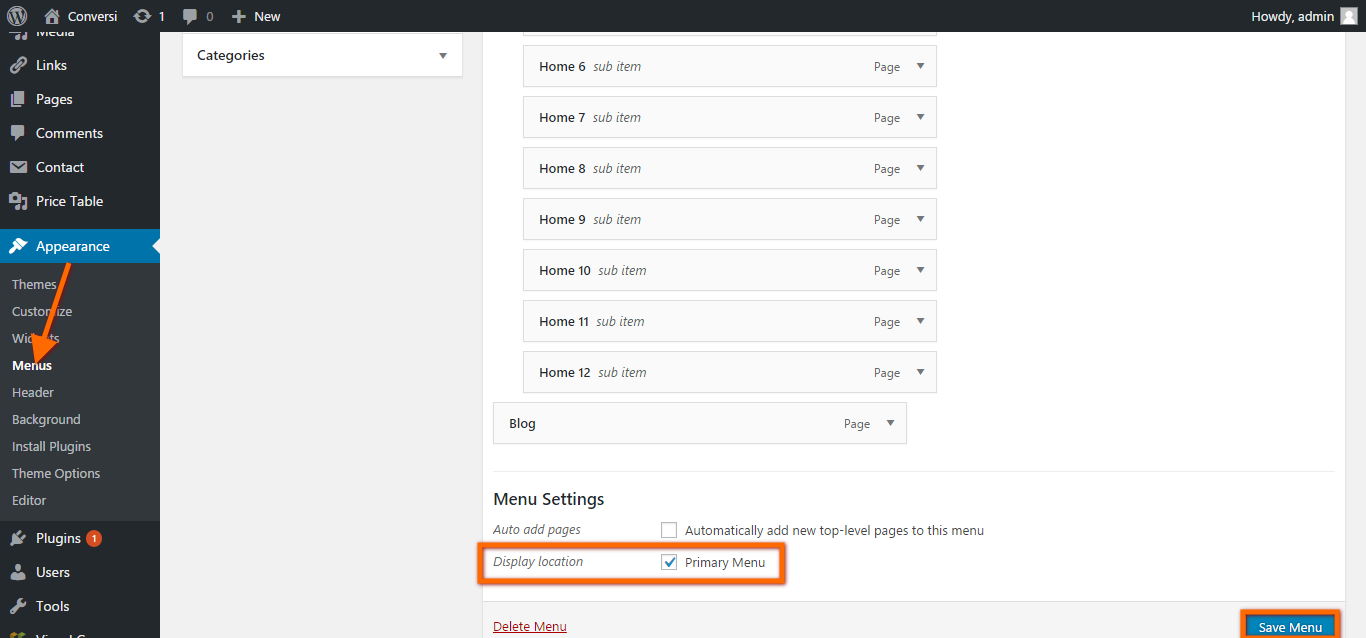 Conversi 1 0 New Howdy, admin
Media
Links
Pages
Comments
Contact
Price Table
Appearance
Themes
Customize
Widgets
Menus
Header
Background
Install Plugins
Theme Options
Editor
Plugins 1
Users
Tools
Categories
Home 6 sub item Page
Home 7 sub item Page
Home 8 sub item Page
Home 9 sub item Page
Home 10 sub item Page
Home 11 sub item Page
Home 12 sub item Page
Blog Page
Menu Settings
Auto add pages Automatically add new top-level pages to this menu
Display location Primary Menu
Delete Menu Save Menu